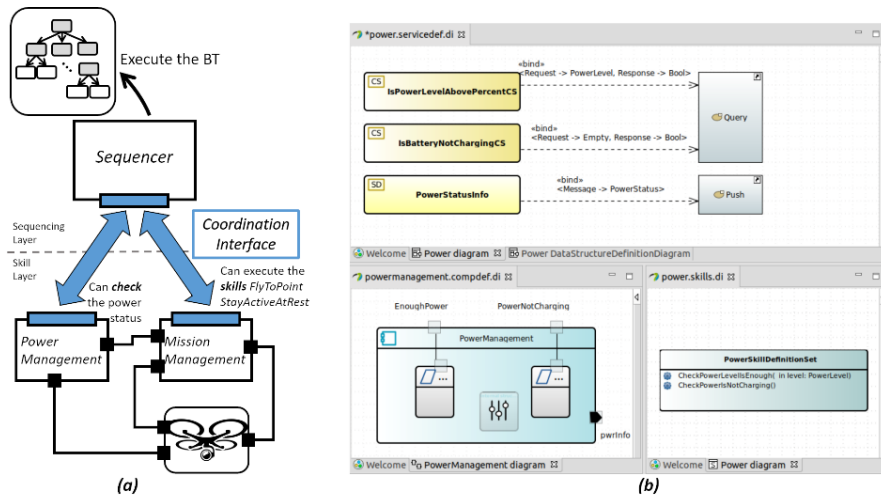 Execute the BT
Sequencer
Sequencing
Layer
Skill
Layer
Coordination
Interface
Can check
the power
status
Can execute the
skills FlyToPoint
StayActiveAtRest
Power
Management
Mission
Management
(a)
*power.servicedef.di
«bind»
<Request -> PowerLevel, Response -> Bool>
CS
IsPowerLevelAbovePercentCS
Query
«bind»
<Request -> Empty, Response -> Bool>
CS
IsBatteryNotChargingCS
«bind»
<Message -> PowerStatus>
SD
PowerStatusInfo
Push
Welcome Power diagram Power DataStructureDefinitionDiagram
powermanagement.compdef.di
EnoughPower PowerNotCharging
PowerManagement
... ...
pwrInfo
Welcome PowerManagement diagram
power.skills.di
PowerSkillDefinitionSet
CheckPowerLevelIsEnough( in level: PowerLevel)
CheckPowerIsNotCharging()
Welcome Power diagram
(b)